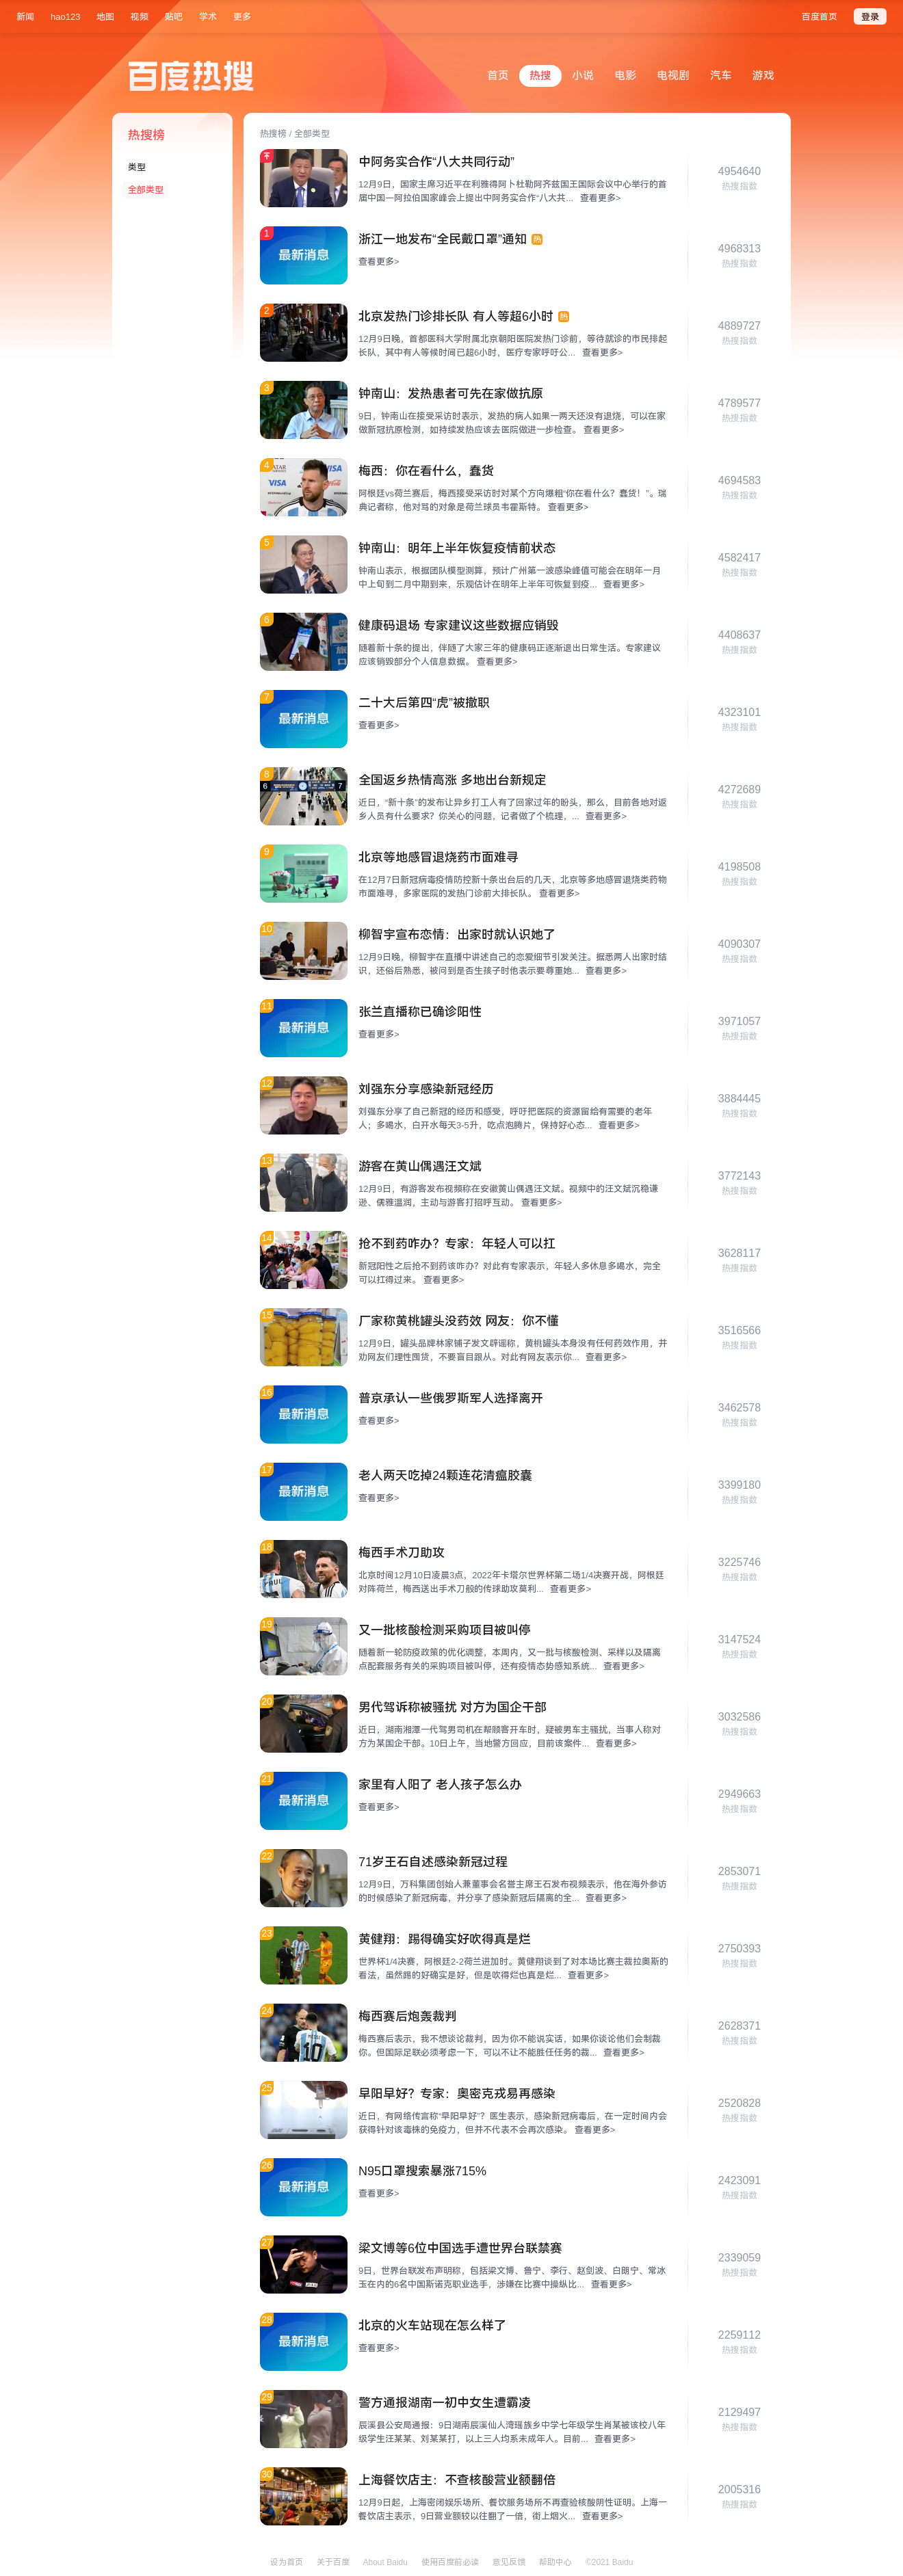 新闻 hao123 地图 视频 贴吧 学术 更多 百度首页 登录
百度热搜
首页 热搜 小说 电影 电视剧 汽车 游戏
热搜榜
类型
全部类型
热搜榜 / 全部类型
中阿务实合作“八大共同行动”
12月9日，国家主席习近平在利雅得阿卜杜勒阿齐兹国王国际会议中心举行的首
届中国—阿拉伯国家峰会上提出中阿务实合作“八大共... 查看更多>
4954640
热搜指数
1
最新消息
浙江一地发布“全民戴口罩”通知 热
查看更多>
4968313
热搜指数
2
北京发热门诊排长队 有人等超6小时 热
12月9日晚，首都医科大学附属北京朝阳医院发热门诊前，等待就诊的市民排起
长队，其中有人等候时间已超6小时，医疗专家呼吁公... 查看更多>
4889727
热搜指数
3
钟南山：发热患者可先在家做抗原
9日，钟南山在接受采访时表示，发热的病人如果一两天还没有退烧，可以在家
做新冠抗原检测，如持续发热应该去医院做进一步检查。 查看更多>
4789577
热搜指数
4
梅西：你在看什么，蠢货
阿根廷vs荷兰赛后，梅西接受采访时对某个方向爆粗“你在看什么？蠢货！”。瑞
典记者称，他对骂的对象是荷兰球员韦霍斯特。 查看更多>
4694583
热搜指数
5
钟南山：明年上半年恢复疫情前状态
钟南山表示，根据团队模型测算，预计广州第一波感染峰值可能会在明年一月
中上旬到二月中期到来，乐观估计在明年上半年可恢复到疫... 查看更多>
4582417
热搜指数
6
健康码退场 专家建议这些数据应销毁
随着新十条的提出，伴随了大家三年的健康码正逐渐退出日常生活。专家建议
应该销毁部分个人信息数据。 查看更多>
4408637
热搜指数
7
最新消息
二十大后第四“虎”被撤职
查看更多>
4323101
热搜指数
8
全国返乡热情高涨 多地出台新规定
近日，“新十条”的发布让异乡打工人有了回家过年的盼头，那么，目前各地对返
乡人员有什么要求？你关心的问题，记者做了个梳理，... 查看更多>
4272689
热搜指数
9
北京等地感冒退烧药市面难寻
在12月7日新冠病毒疫情防控新十条出台后的几天，北京等多地感冒退烧类药物
市面难寻，多家医院的发热门诊前大排长队。 查看更多>
4198508
热搜指数
10
柳智宇宣布恋情：出家时就认识她了
12月9日晚，柳智宇在直播中讲述自己的恋爱细节引发关注。据悉两人出家时结
识，还俗后熟悉，被问到是否生孩子时他表示要尊重她... 查看更多>
4090307
热搜指数
11
最新消息
张兰直播称已确诊阳性
查看更多>
3971057
热搜指数
12
刘强东分享感染新冠经历
刘强东分享了自己新冠的经历和感受，呼吁把医院的资源留给有需要的老年
人；多喝水，白开水每天3-5升，吃点泡腾片，保持好心态... 查看更多>
3884445
热搜指数
13
游客在黄山偶遇汪文斌
12月9日，有游客发布视频称在安徽黄山偶遇汪文斌。视频中的汪文斌沉稳谦
逊、儒雅温润，主动与游客打招呼互动。 查看更多>
3772143
热搜指数
14
抢不到药咋办？专家：年轻人可以扛
新冠阳性之后抢不到药该咋办？对此有专家表示，年轻人多休息多喝水，完全
可以扛得过来。 查看更多>
3628117
热搜指数
15
厂家称黄桃罐头没药效 网友：你不懂
12月9日，罐头品牌林家铺子发文辟谣称，黄桃罐头本身没有任何药效作用，并
劝网友们理性囤货，不要盲目跟从。对此有网友表示你... 查看更多>
3516566
热搜指数
16
最新消息
普京承认一些俄罗斯军人选择离开
查看更多>
3462578
热搜指数
17
最新消息
老人两天吃掉24颗连花清瘟胶囊
查看更多>
3399180
热搜指数
18
梅西手术刀助攻
北京时间12月10日凌晨3点，2022年卡塔尔世界杯第二场1/4决赛开战，阿根廷
对阵荷兰，梅西送出手术刀般的传球助攻莫利... 查看更多>
3225746
热搜指数
19
又一批核酸检测采购项目被叫停
随着新一轮防疫政策的优化调整，本周内，又一批与核酸检测、采样以及隔离
点配套服务有关的采购项目被叫停，还有疫情态势感知系统... 查看更多>
3147524
热搜指数
20
男代驾诉称被骚扰 对方为国企干部
近日，湖南湘潭一代驾男司机在帮顾客开车时，疑被男车主骚扰，当事人称对
方为某国企干部。10日上午，当地警方回应，目前该案件... 查看更多>
3032586
热搜指数
21
最新消息
家里有人阳了 老人孩子怎么办
查看更多>
2949663
热搜指数
22
71岁王石自述感染新冠过程
12月9日，万科集团创始人兼董事会名誉主席王石发布视频表示，他在海外参访
的时候感染了新冠病毒，并分享了感染新冠后隔离的全... 查看更多>
2853071
热搜指数
23
黄健翔：踢得确实好吹得真是烂
世界杯1/4决赛，阿根廷2-2荷兰进加时。黄健翔谈到了对本场比赛主裁拉奥斯的
看法，虽然踢的好确实是好，但是吹得烂也真是烂... 查看更多>
2750393
热搜指数
24
梅西赛后炮轰裁判
梅西赛后表示，我不想谈论裁判，因为你不能说实话，如果你谈论他们会制裁
你。但国际足联必须考虑一下，可以不让不能胜任任务的裁... 查看更多>
2628371
热搜指数
25
早阳早好？专家：奥密克戎易再感染
近日，有网络传言称“早阳早好”？医生表示，感染新冠病毒后，在一定时间内会
获得针对该毒株的免疫力，但并不代表不会再次感染。 查看更多>
2520828
热搜指数
26
最新消息
N95口罩搜索暴涨715%
查看更多>
2423091
热搜指数
27
梁文博等6位中国选手遭世界台联禁赛
9日，世界台联发布声明称，包括梁文博、鲁宁、李行、赵剑波、白朗宁、常冰
玉在内的6名中国斯诺克职业选手，涉嫌在比赛中操纵比... 查看更多>
2339059
热搜指数
28
最新消息
北京的火车站现在怎么样了
查看更多>
2259112
热搜指数
29
警方通报湖南一初中女生遭霸凌
辰溪县公安局通报：9日湖南辰溪仙人湾瑶族乡中学七年级学生肖某被该校八年
级学生汪某某、刘某某打，以上三人均系未成年人。目前... 查看更多>
2129497
热搜指数
30
上海餐饮店主：不查核酸营业额翻倍
12月9日起，上海密闭娱乐场所、餐饮服务场所不再查验核酸阴性证明。上海一
餐饮店主表示，9日营业额较以往翻了一倍，街上烟火... 查看更多>
2005316
热搜指数
设为首页 关于百度 About Baidu 使用百度前必读 意见反馈 帮助中心 ©2021 Baidu